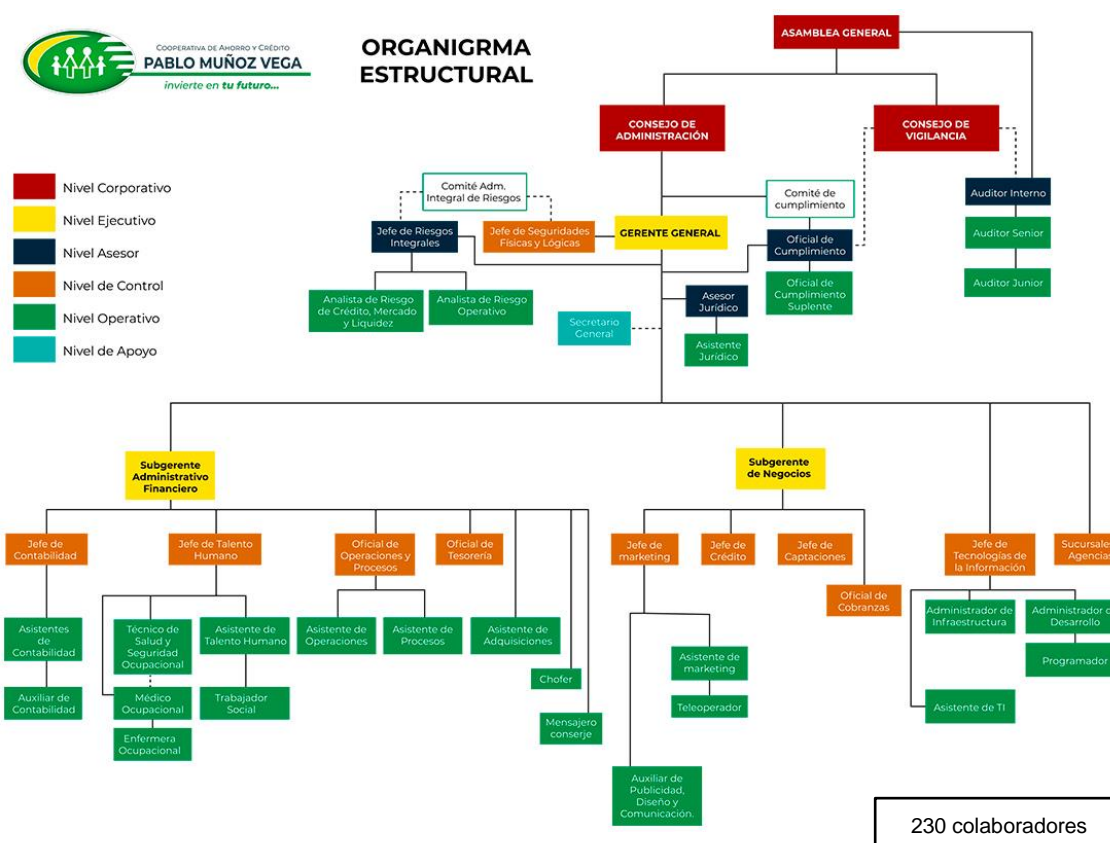 COOPERATIVA DE AHORRO Y CRÉDITO
PABLO MUÑOZ VEGA
invierte en tu futuro...
ORGANIGRMA
ESTRUCTURAL
ASAMBLEA GENERAL
CONSEJO DE
ADMINISTRACIÓN
CONSEJO DE
VIGILANCIA
Nivel Corporativo
Nivel Ejecutivo
Nivel Asesor
Nivel de Control
Nivel Operativo
Nivel de Apoyo
Comité Adm.
Integral de Riesgos
Comité de
cumplimiento
Auditor Interno
Jefe de Riesgos
Integrales
Jefe de Seguridades
Físicas y Lógicas
GERENTE GENERAL
Oficial de
Cumplimiento
Auditor Senior
Auditor Junior
Analista de Riesgo
de Crédito, Mercado
y Liquidez
Analista de Riesgo
Operativo
Oficial de
Cumplimiento
Suplente
Asesor
Jurídico
Secretario
General
Asistente
Jurídico
Subgerente
Administrativo
Financiero
Subgerente
de Negocios
Jefe de
Contabilidad
Jefe de Talento
Humano
Oficial de
Operaciones y
Procesos
Oficial de
Tesorería
Jefe de
marketing
Jefe de
Crédito
Jefe de
Captaciones
Jefe de
Tecnologías de
la Información
Sucursales
Agencias
Oficial de
Cobranzas
Asistentes
de
Contabilidad
Técnico de
Salud y
Seguridad
Ocupacional
Asistente de
Talento Humano
Asistente de
Operaciones
Asistente de
Procesos
Asistente de
Adquisiciones
Administrador de
Infraestructura
Administrador d
Desarrollo
Asistente de
marketing
Programador
Auxiliar de
Contabilidad
Médico
Ocupacional
Trabajador
Social
Chofer
Teleoperador
Asistente de TI
Enfermera
Ocupacional
Mensajero
conserje
Auxiliar de
Publicidad,
Diseño y
Comunicación.
230 colaboradores